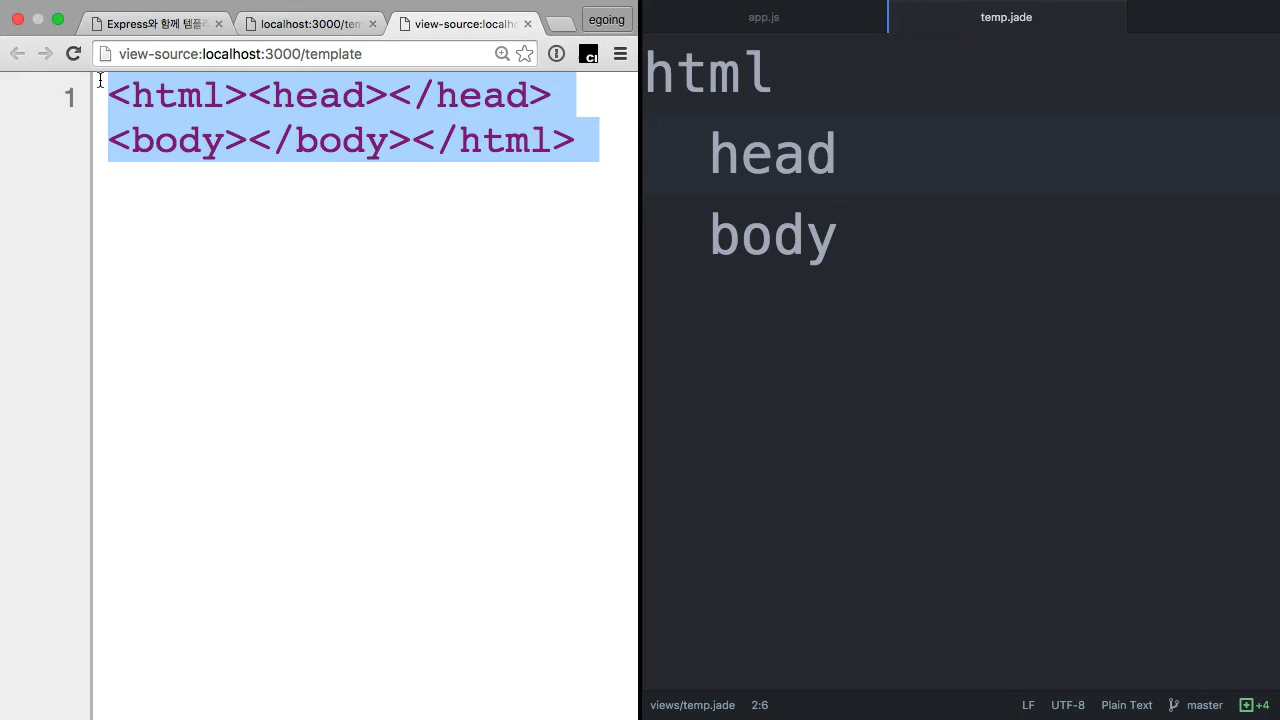 Express와 함께 템플리
localhost:3000/tem
view-source:localho
egoing
view-source:localhost:3000/template
1
<html><head></head>
<body></body></html>
app.js
temp.jade
html
head
body
views/temp.jade 2:6
LF UTF-8 Plain Text master +4